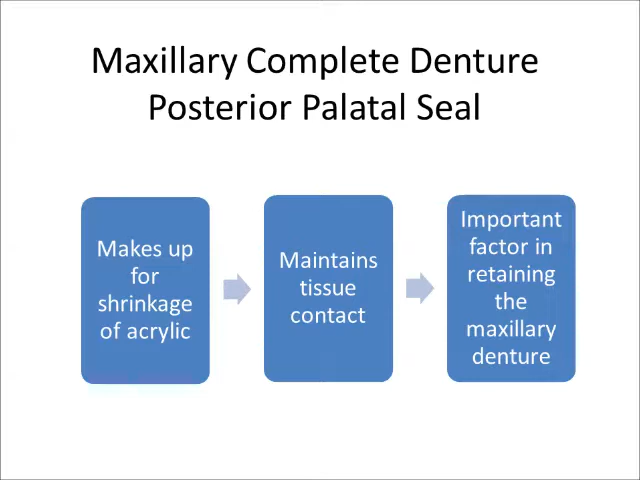 Maxillary Complete Denture
Posterior Palatal Seal
Makes up
for
shrinkage
of acrylic
Maintains
tissue
contact
Important
factor in
retaining
the
maxillary
denture